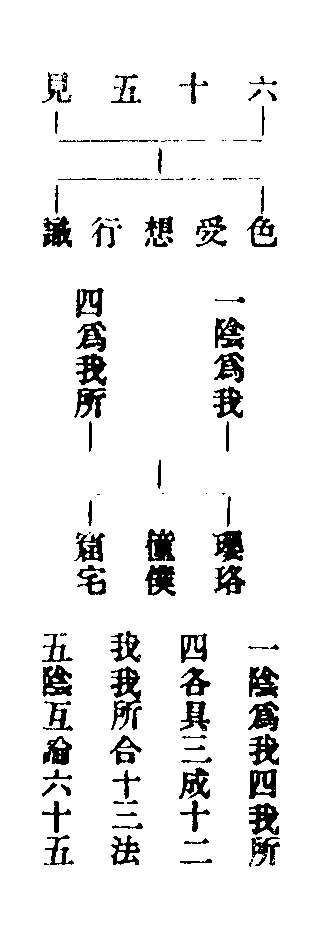 六十五見
色受想行識
一陰爲我
四爲我所
瓔珞
僮僕
窟宅
一陰爲我四我所
四各具三成十二
我我所合十三法
五陰互論六十五